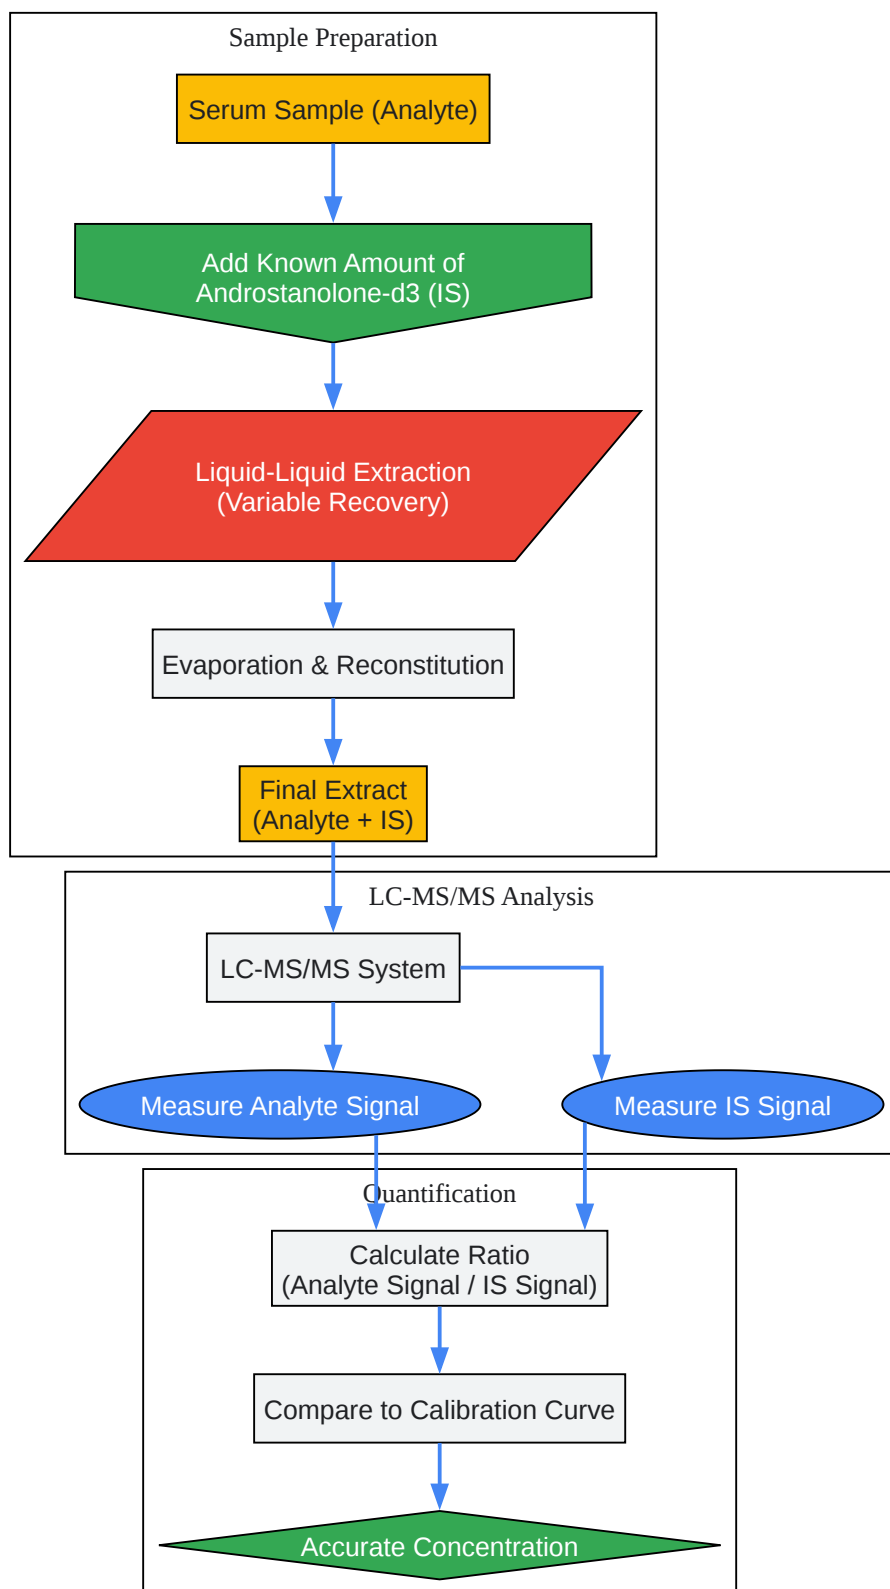 Sample Preparation
Serum Sample (Analyte)
Add Known Amount of
Androstanolone-d3 (IS)
Liquid-Liquid Extraction
(Variable Recovery)
Evaporation & Reconstitution
Final Extract
(Analyte + IS)
LC-MS/MS Analysis
LC-MS/MS System
Measure Analyte Signal
Measure IS Signal
Quantification
Calculate Ratio
(Analyte Signal / IS Signal)
Compare to Calibration Curve
Accurate Concentration